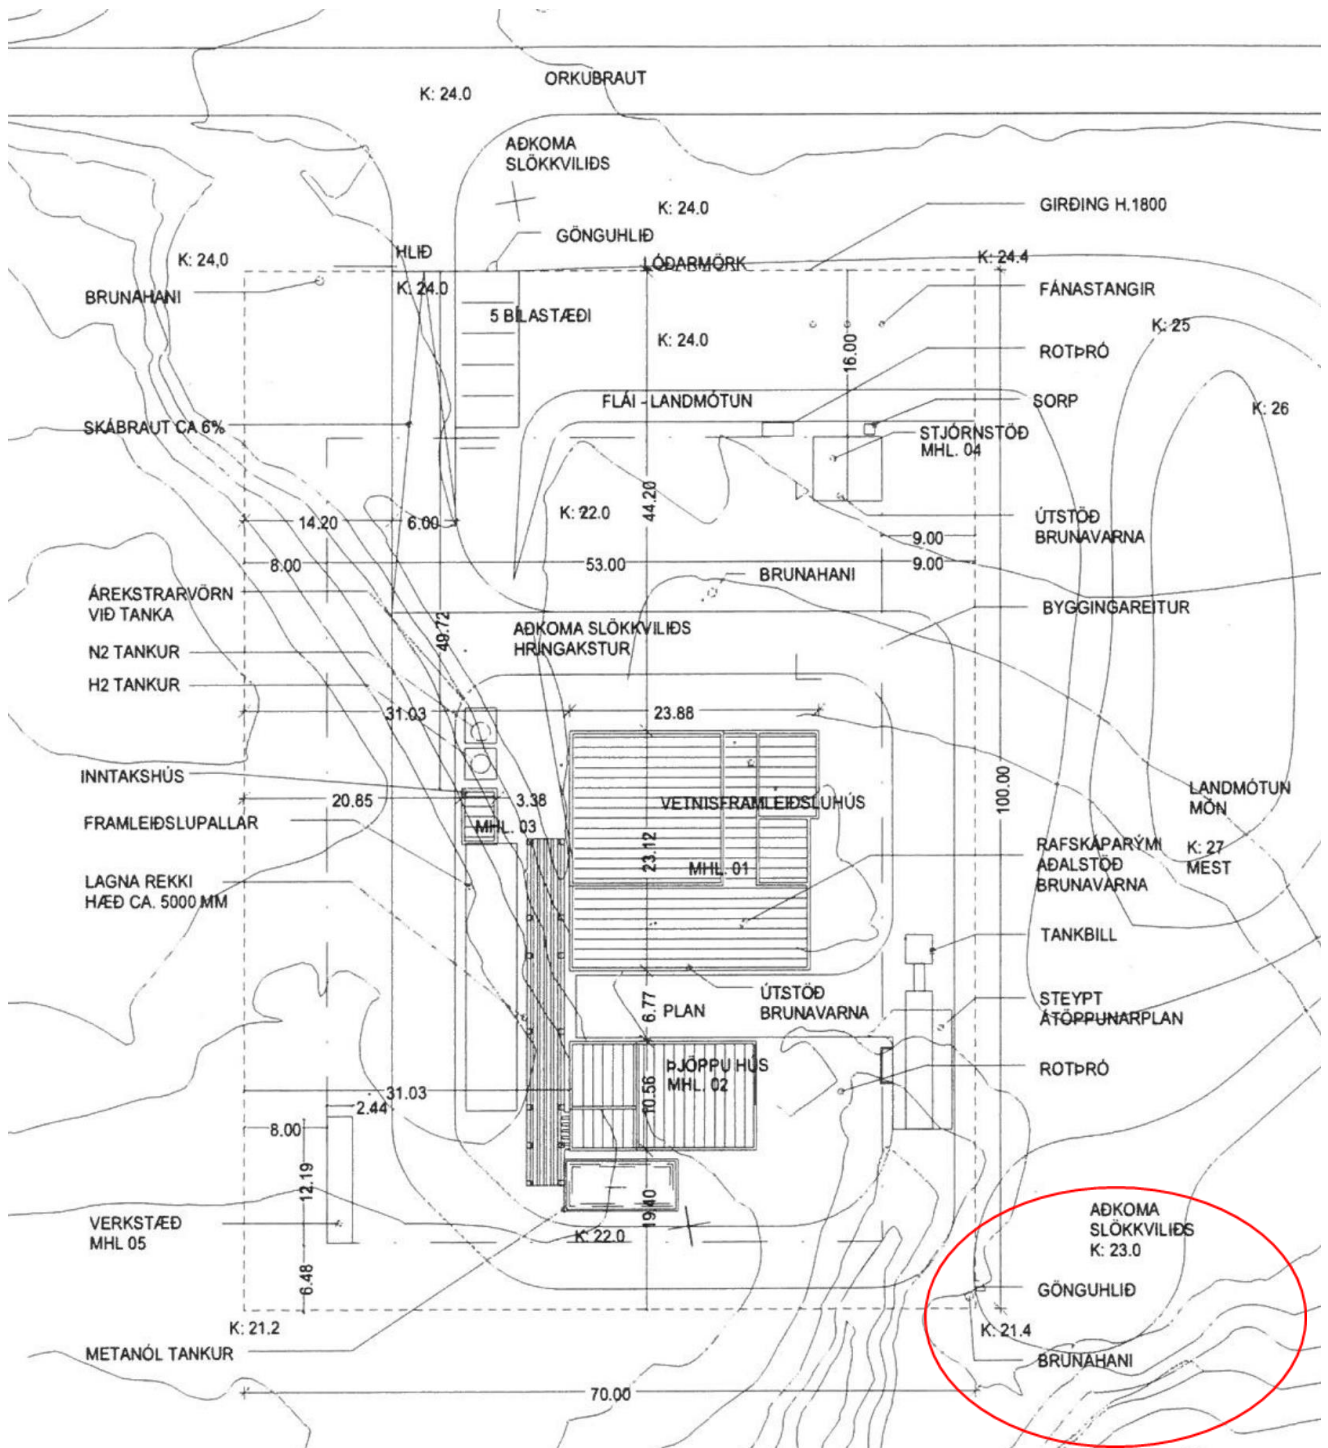 ORKUBRAUT
K: 24.0
AÐKOMA
SLÖKKVILIÐS
K: 24.0
GIRÐING H.1800
GÖNGUHLIÐ
HLIÐ
K: 24,0
LÓÐARMÖRK
K: 24.4
BRUNAHANI
K: 24.0
FÁNASTANGIR
5 BÍLASTÆÐI
K: 25
K: 24.0
16.00
ROTÞRÓ
FLÁI - LANDMÓTUN
SORP
K: 26
SKÁBRAUT CA 6%
STJÓRNSTÖÐ
MHL. 04
44.20
K: 22.0
14.20
6.00
ÚTSTÖÐ
BRUNAVARNA
9.00
8.00
53.00
9.00
BRUNAHANI
ÁREKSTRARVÖRN
VIÐ TANKA
BYGGINGAREITUR
49.72
AÐKOMA SLÖKKVILIÐS
HRINGAKSTUR
N2 TANKUR
H2 TANKUR
31.03
23.88
INNTAKSHÚS
100.00
LANDMÓTUN
MÖN
20.85
3.38
VETNISFRAMLEIÐSLUHÚS
FRAMLEIÐSLUPALLAR
MHL. 03
23.12
MHL. 01
RAFSKÁPARÝMI
AÐALSTÖÐ
BRUNAVARNA
K: 27
MEST
LAGNA REKKI
HÆÐ CA. 5000 MM
TANKBILL
ÚTSTÖÐ
BRUNAVARNA
6.77
PLAN
STEYPT
ÁTÖPPUNARPLAN
ÞJÖPPU HÚS
MHL. 02
ROTÞRÓ
10.56
31.03
2.44
8.00
12.19
19.40
VERKSTÆÐ
MHL 05
K: 22.0
AÐKOMA
SLÖKKVILIÐS
K: 23.0
6.48
GÖNGUHLIÐ
K: 21.2
K: 21.4
METANÓL TANKUR
BRUNAHANI
70.00